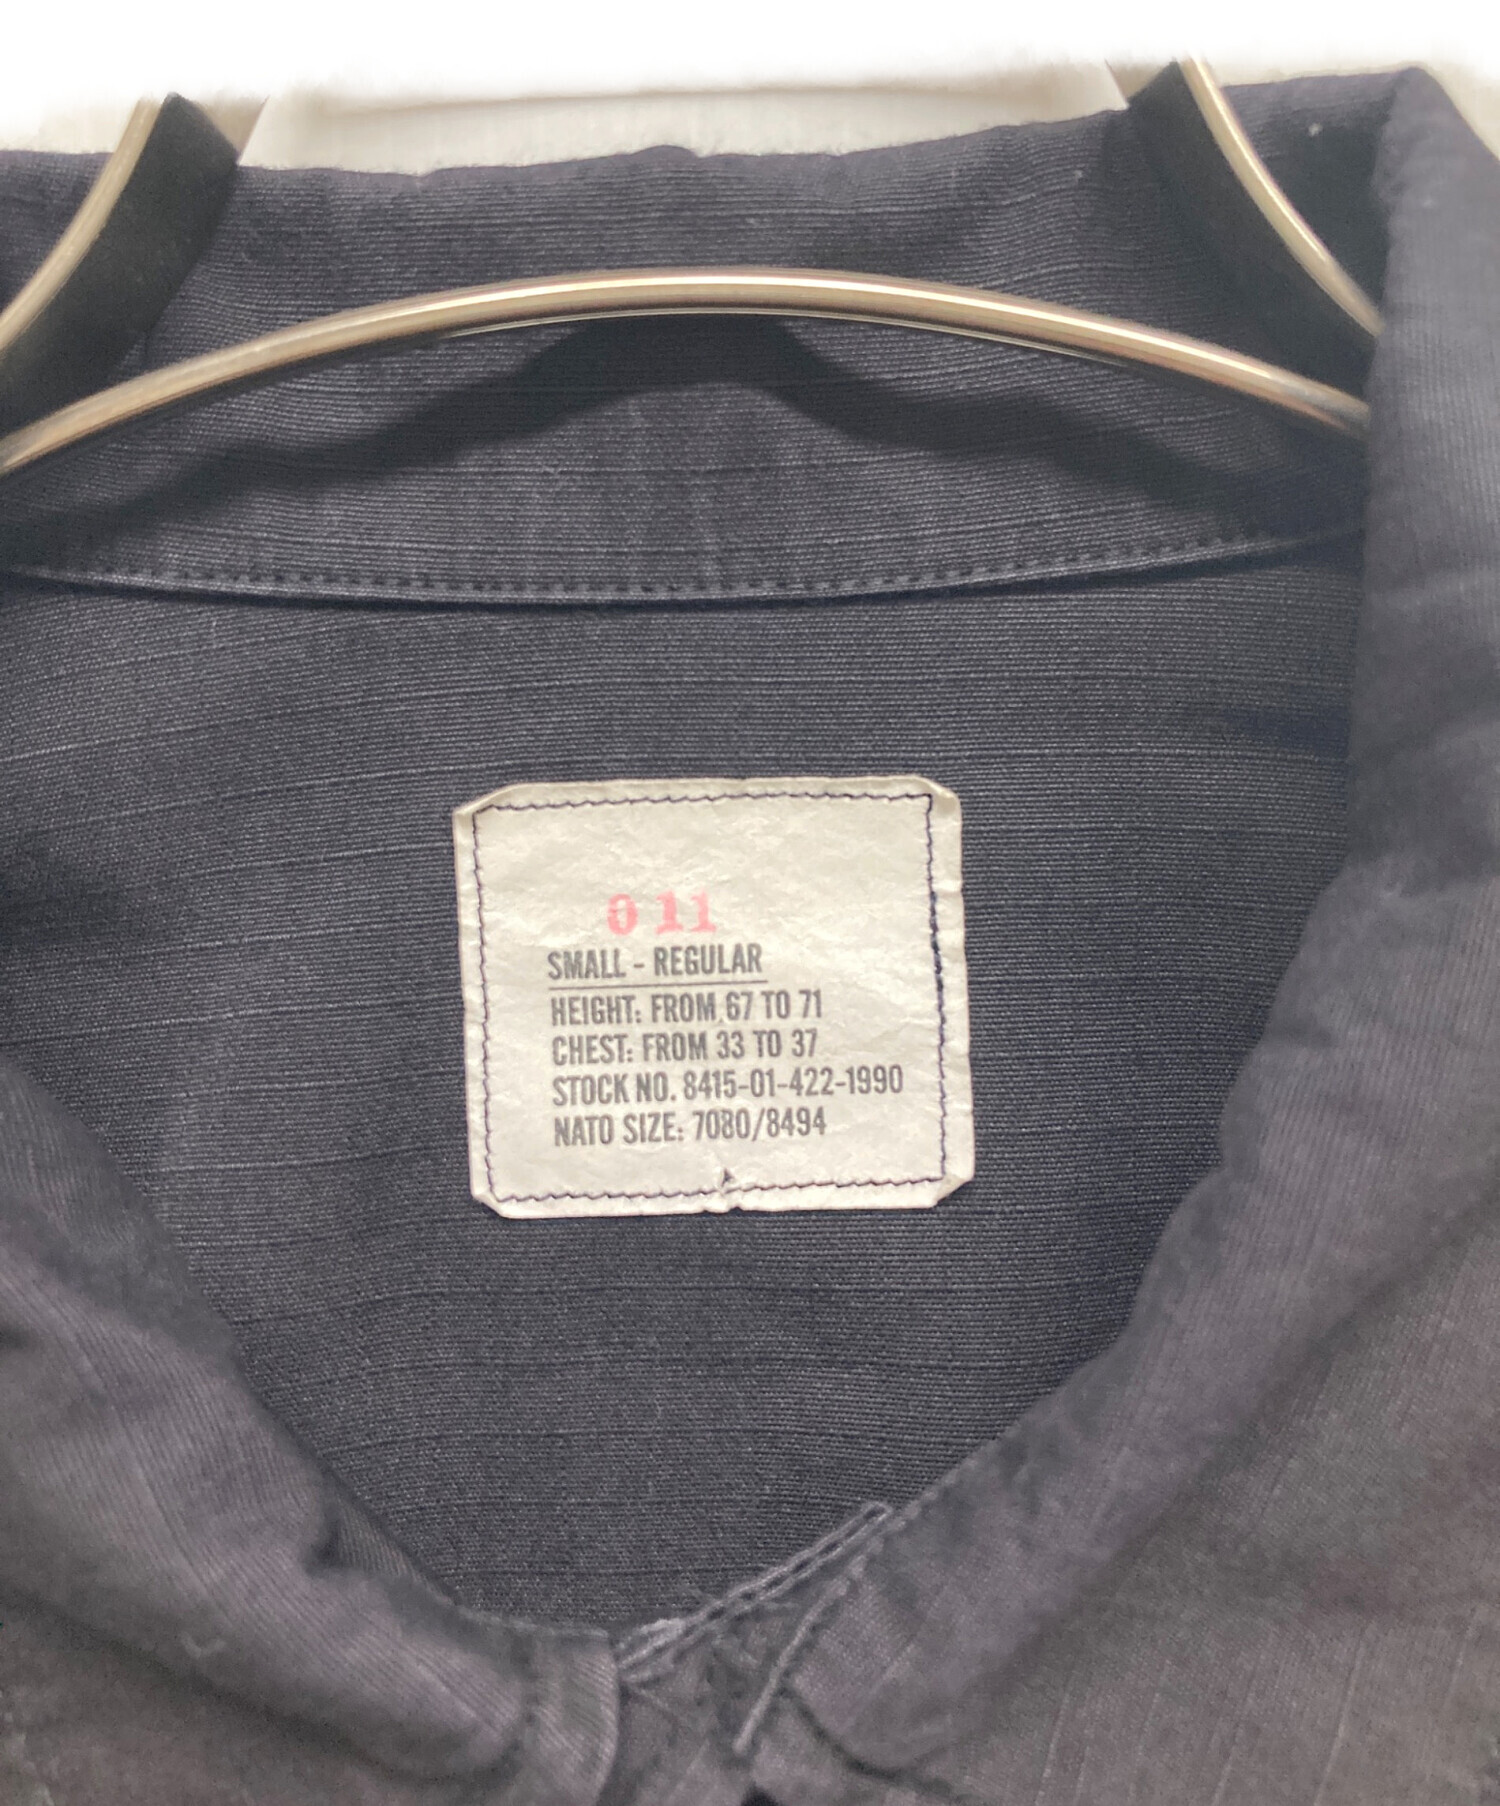 011
SMALL - REGULAR
HEIGHT: FROM 67 TO 71
CHEST: FROM 33 TO 37
STOCK NO. 8415-01-422-1990
NATO SIZE: 7080/8494